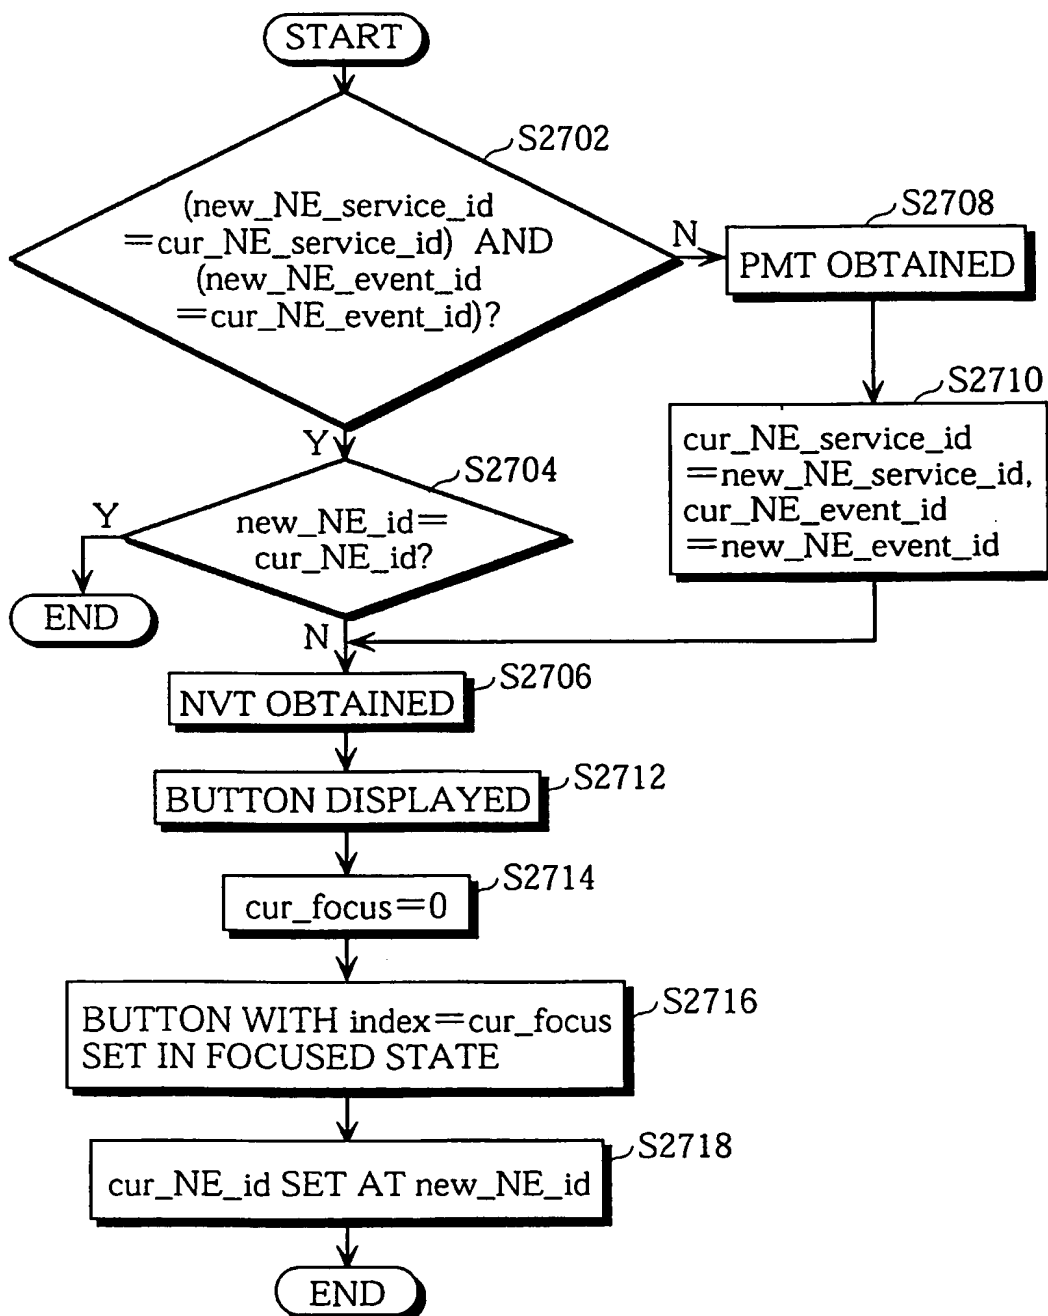 START
S2702
(new_NE_service_id
=cur_NE_service_id) AND
(new_NE_event_id
=cur_NE_event_id)?
N
S2708
PMT OBTAINED
S2710
cur_NE_service_id
=new_NE_service_id,
cur_NE_event_id
=new_NE_event_id
Y
S2704
new_NE_id=
cur_NE_id?
Y
END
N
S2706
NVT OBTAINED
S2712
BUTTON DISPLAYED
S2714
cur_focus=0
S2716
BUTTON WITH index=cur_focus
SET IN FOCUSED STATE
S2718
cur_NE_id SET AT new_NE_id
END